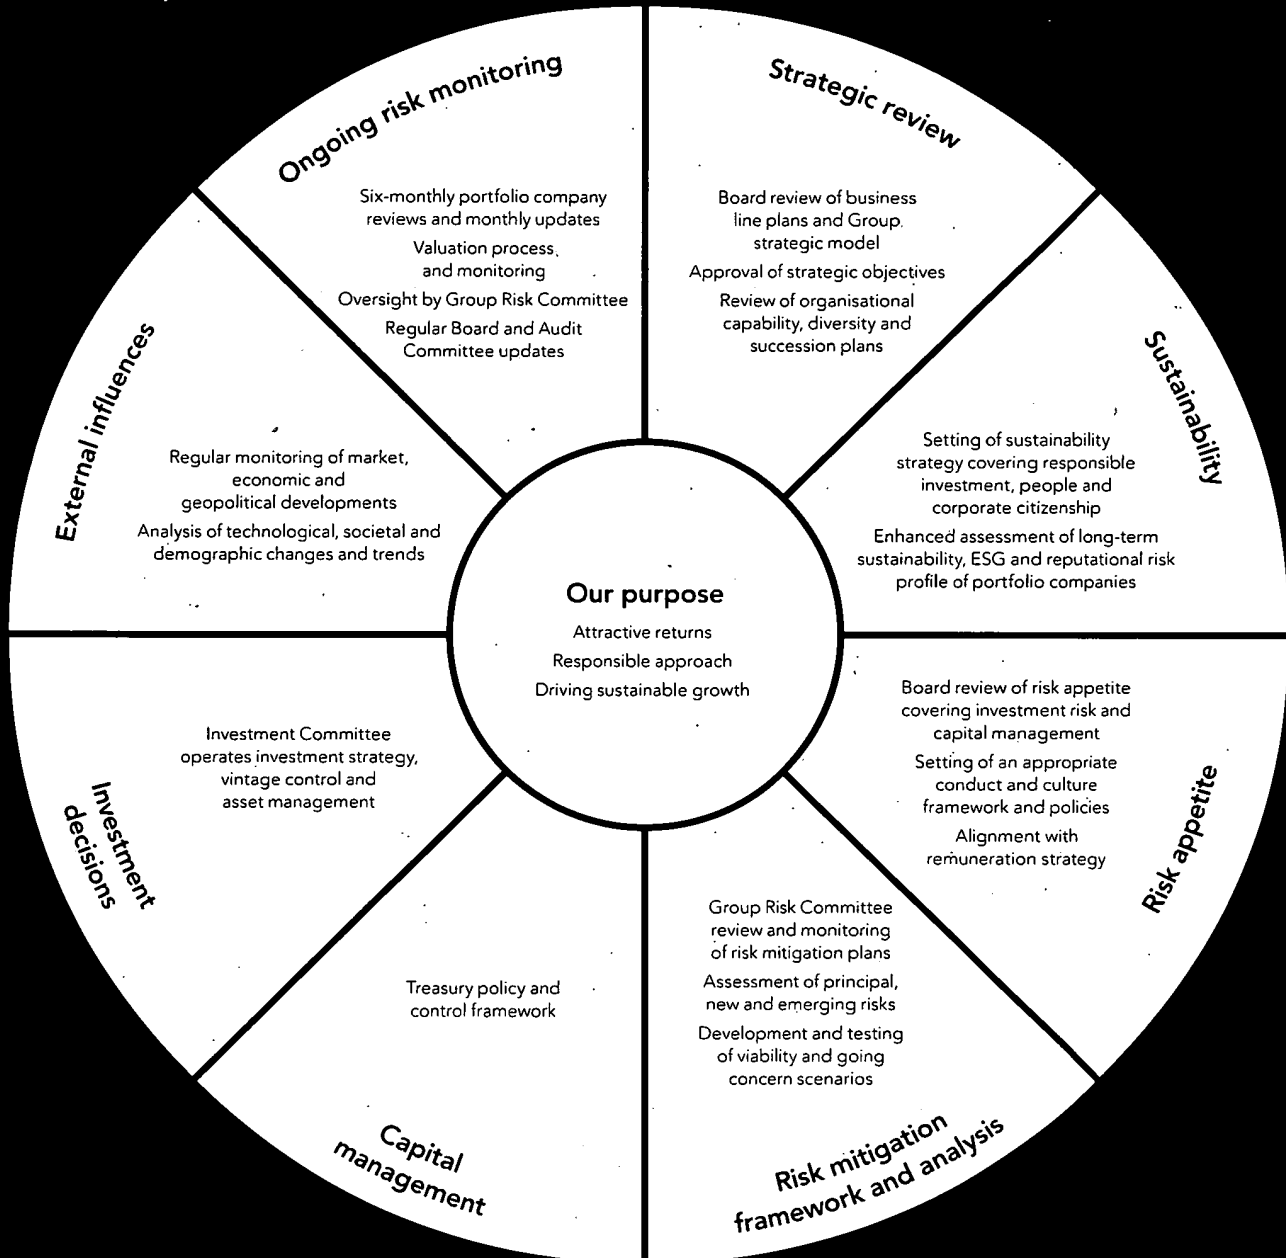 Ongoing risk monitoring
Six-monthly portfolio company
reviews and monthly updates
Valuation process
and monitoring
Oversight by Group Risk Committee
Regular Board and Audit
Committee updates
Strategic review
Board review of business
line plans and Group
strategic model
Approval of strategic objectives
Review of organisational
capability, diversity and
succession plans
Sustainability
Setting of sustainability
strategy covering responsible
investment, people and
corporate citizenship
Enhanced assessment of long-term
sustainability, ESG and reputational risk
profile of portfolio companies
Risk appetite
Board review of risk appetite
covering investment risk and
capital management
Setting of an appropriate
conduct and culture
framework and policies
Alignment with
remuneration strategy
Risk mitigation
framework and analysis
Group Risk Committee
review and monitoring
of risk mitigation plans
Assessment of principal,
new and emerging risks
Development and testing
of viability and going
concern scenarios
Capital
management
Treasury policy and
control framework
Investment
decisions
Investment Committee
operates investment strategy,
vintage control and
asset management
External influences
Regular monitoring of market,
economic and
geopolitical developments
Analysis of technological, societal and
demographic changes and trends
Our purpose
Attractive returns
Responsible approach
Driving sustainable growth